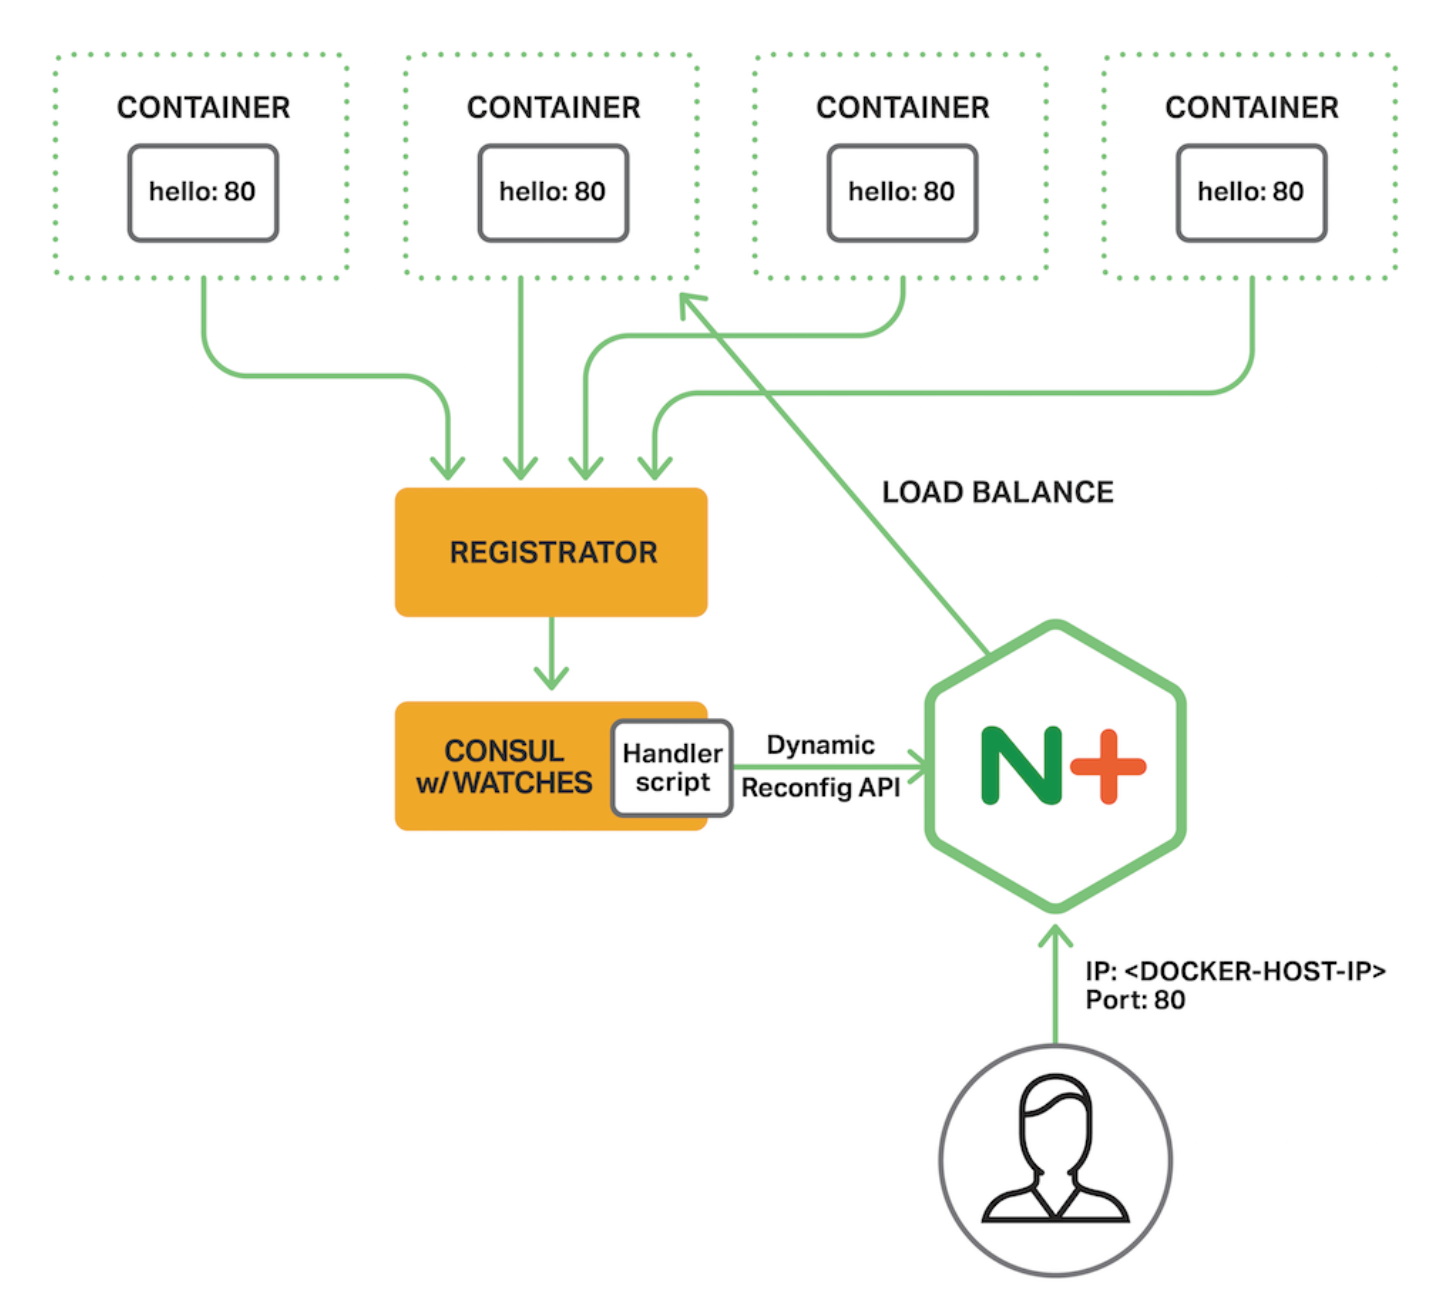 CONTAINER
hello: 80
CONTAINER
hello: 80
CONTAINER
hello: 80
CONTAINER
hello: 80
LOAD BALANCE
REGISTRATOR
CONSUL
w/ WATCHES
Handler
script
Dynamic
Reconfig API
N+
IP: <DOCKER-HOST-IP>
Port: 80